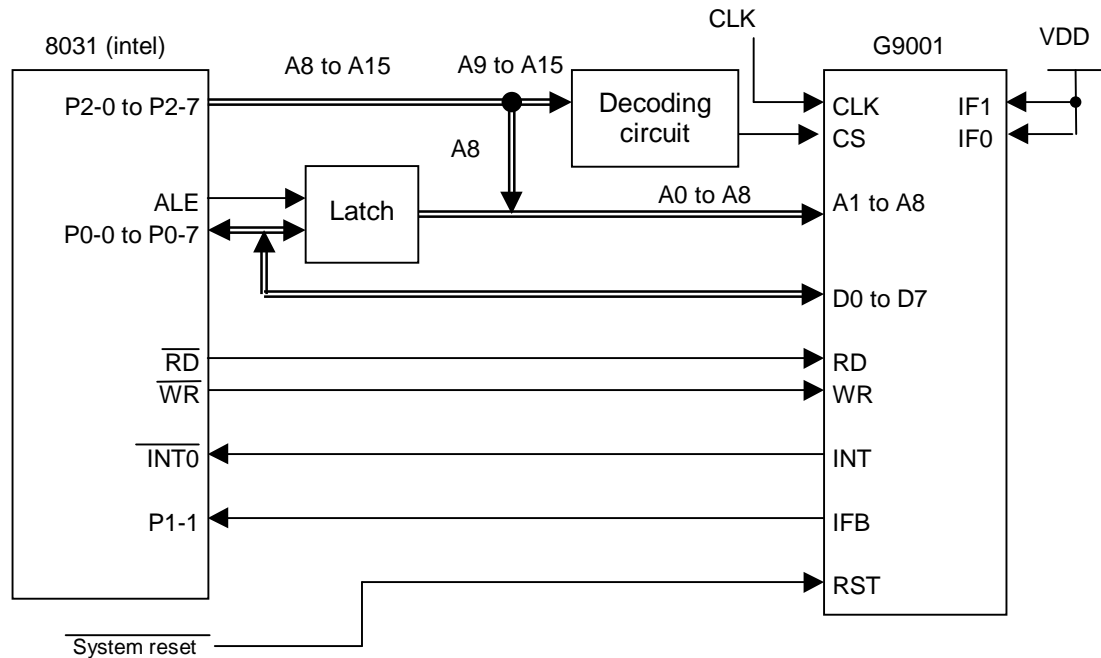 CLK
8031 (intel)
G9001
VDD
A8 to A15
A9 to A15
P2-0 to P2-7
Decoding
circuit
CLK
IF1
CS
IF0
A8
ALE
Latch
A0 to A8
A1 to A8
P0-0 to P0-7
D0 to D7
RD
RD
WR
WR
INT0
INT
P1-1
IFB
RST
System reset